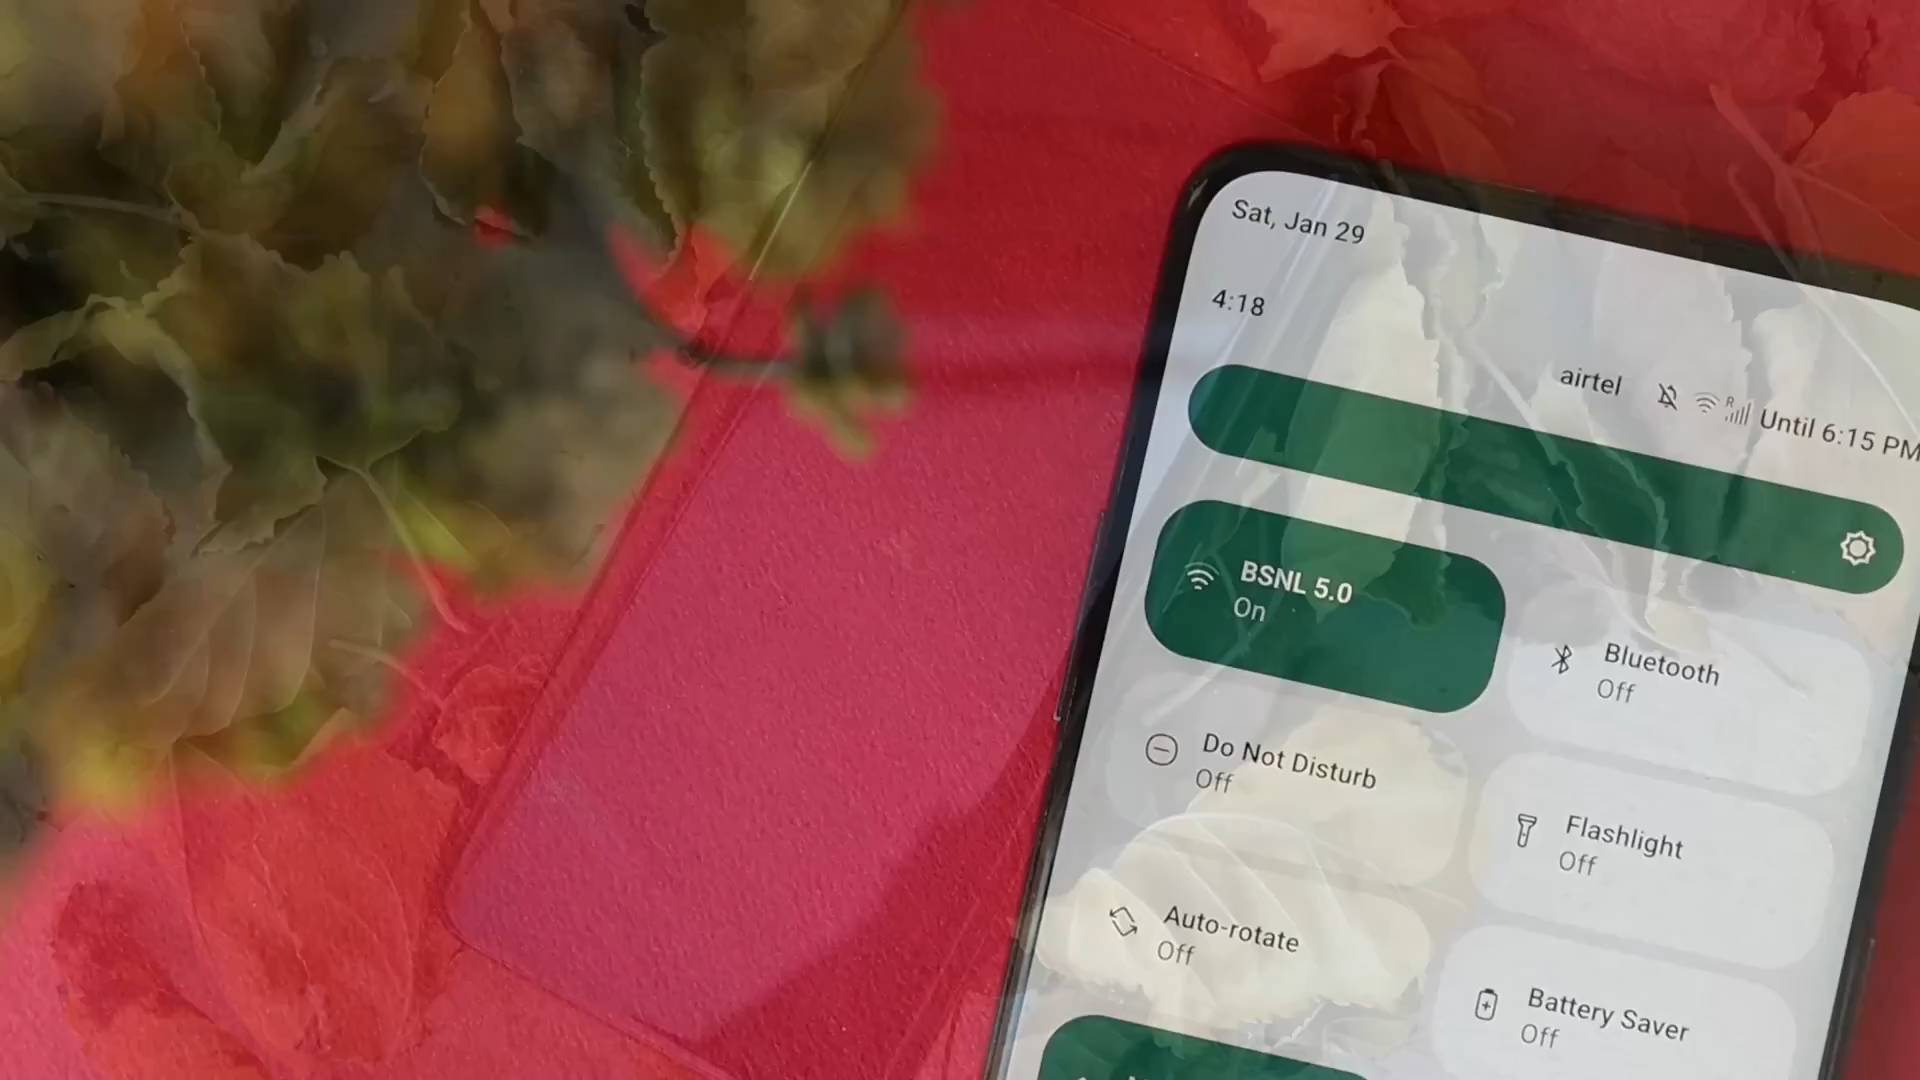 Sat, Jan 29
4:18
airtel R Until 6:15 PM
BSNL 5.0
On
Bluetooth
Off
Do Not Disturb
Off
Flashlight
Off
Auto-rotate
Off
Battery Saver
Off